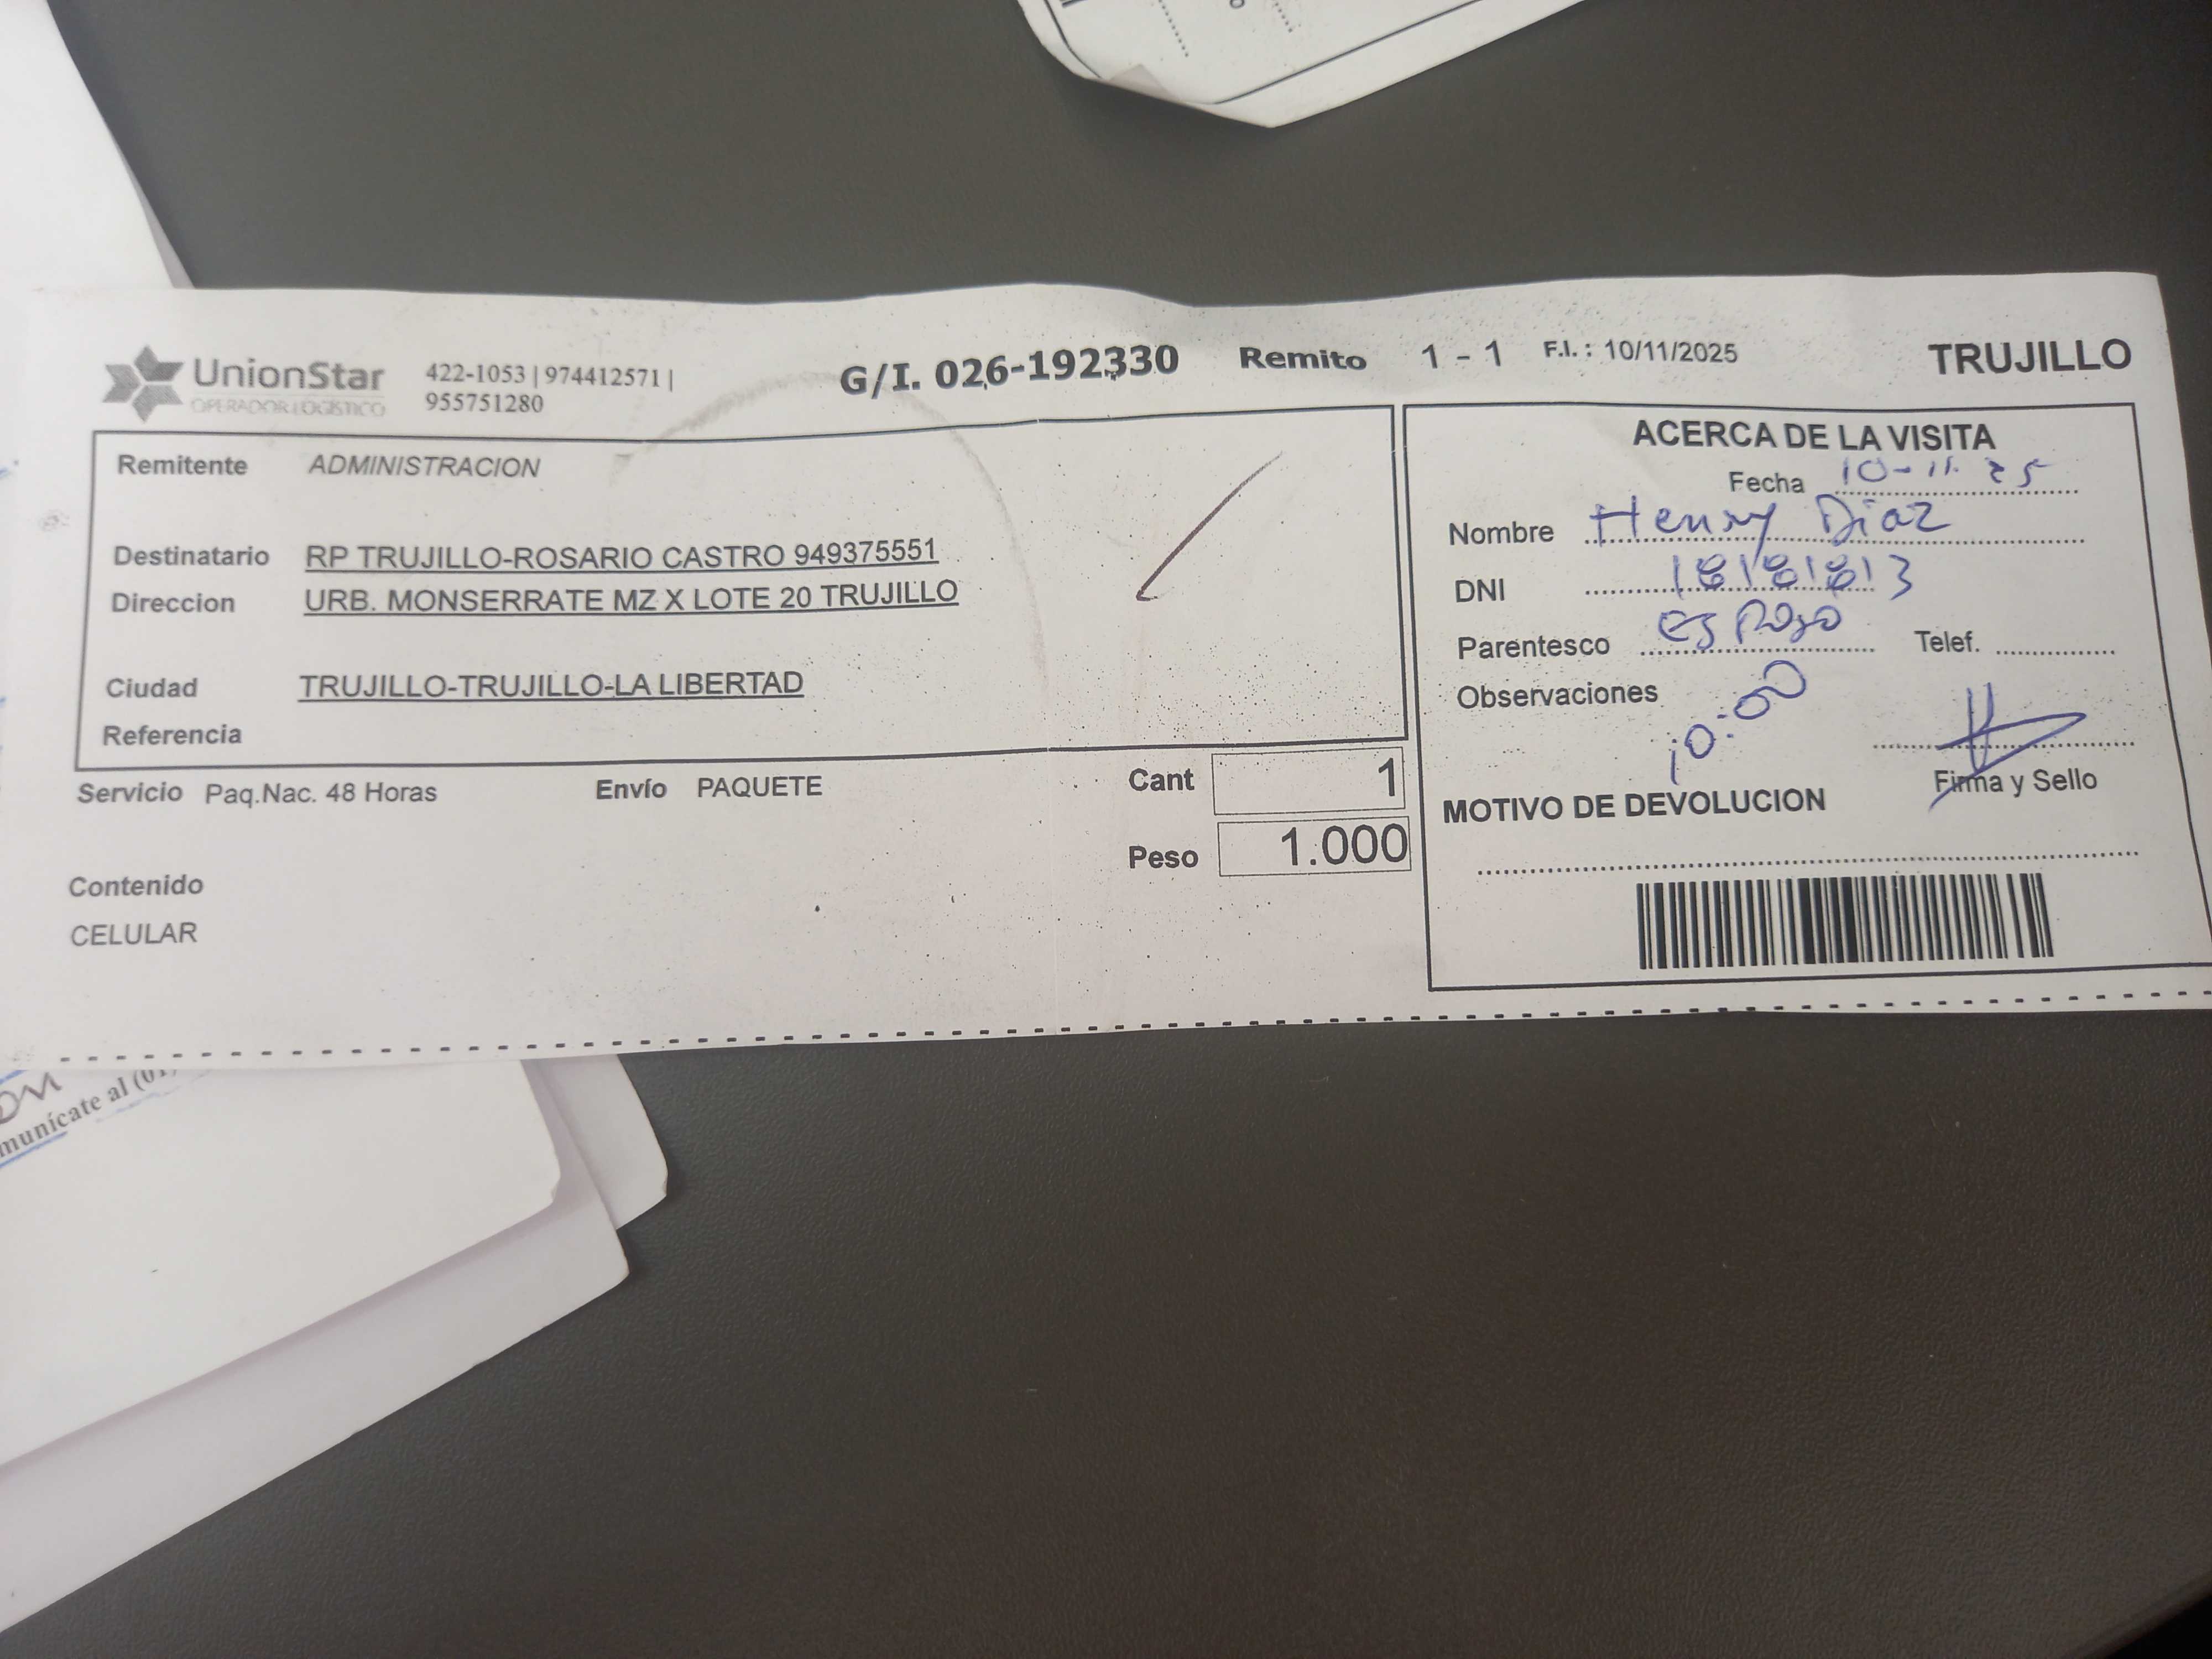 UnionStar
OPERADOR LOGÍSTICO
422-1053 | 974412571 |
955751280
G/I. 026-192330 Remito 1 - 1 F.I.: 10/11/2025 TRUJILLO
Remitente ADMINISTRACION
Destinatario RP TRUJILLO-ROSARIO CASTRO 949375551
Direccion URB. MONSERRATE MZ X LOTE 20 TRUJILLO
Ciudad TRUJILLO-TRUJILLO-LA LIBERTAD
Referencia
Servicio Paq.Nac. 48 Horas Envío PAQUETE
Cant 1
Peso 1.000
Contenido
CELULAR
ACERCA DE LA VISITA
Fecha 10-11-25
Nombre Henry Diaz
DNI 18181813
Parentesco esposo Telef.
Observaciones
10:00
Firma y Sello
MOTIVO DE DEVOLUCION
municate al (01)